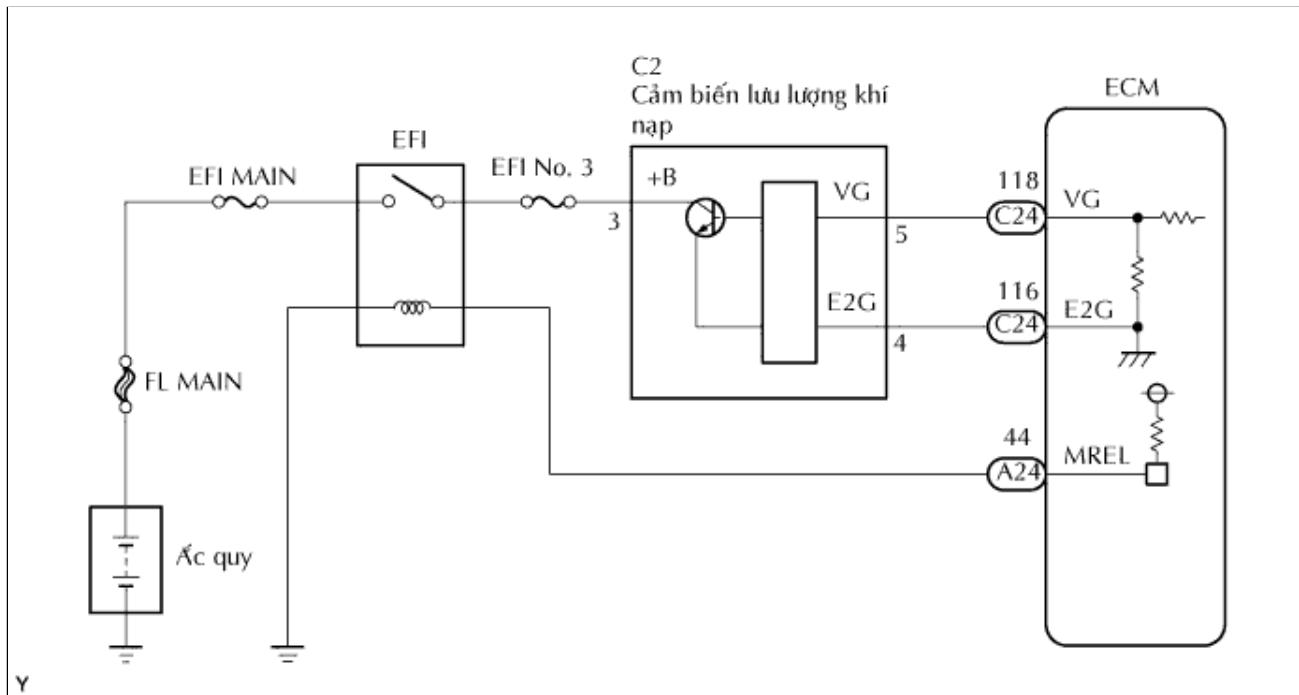 C2
Cảm biến lưu lượng khí
nạp
ECM
EFI
EFI MAIN
EFI No. 3
+B
3
VG
5
118
C24
VG
E2G
4
116
C24
E2G
FL MAIN
44
A24
MREL
Ắc quy
Y